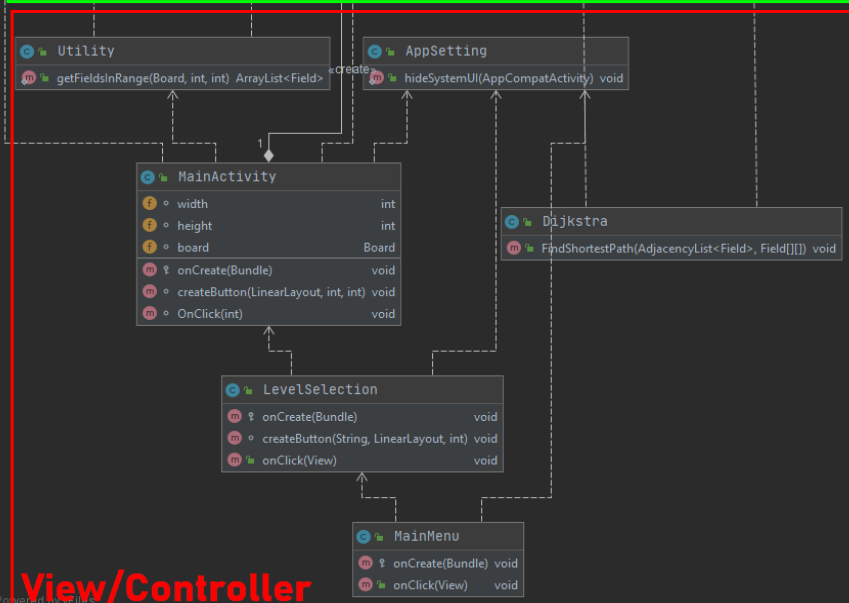 Utility
getFieldsInRange(Board, int, int) ArrayList<Field>
«create»
AppSetting
hideSystemUI(AppCompatActivity) void
1
MainActivity
width int
height int
board Board
onCreate(Bundle) void
createButton(LinearLayout, int, int) void
OnClick(int) void
Dijkstra
FindShortestPath(AdjacencyList<Field>, Field[][]) void
LevelSelection
onCreate(Bundle) void
createButton(String, LinearLayout, int) void
onClick(View) void
MainMenu
onCreate(Bundle) void
onClick(View) void
View/Controller
Powered by yFiles